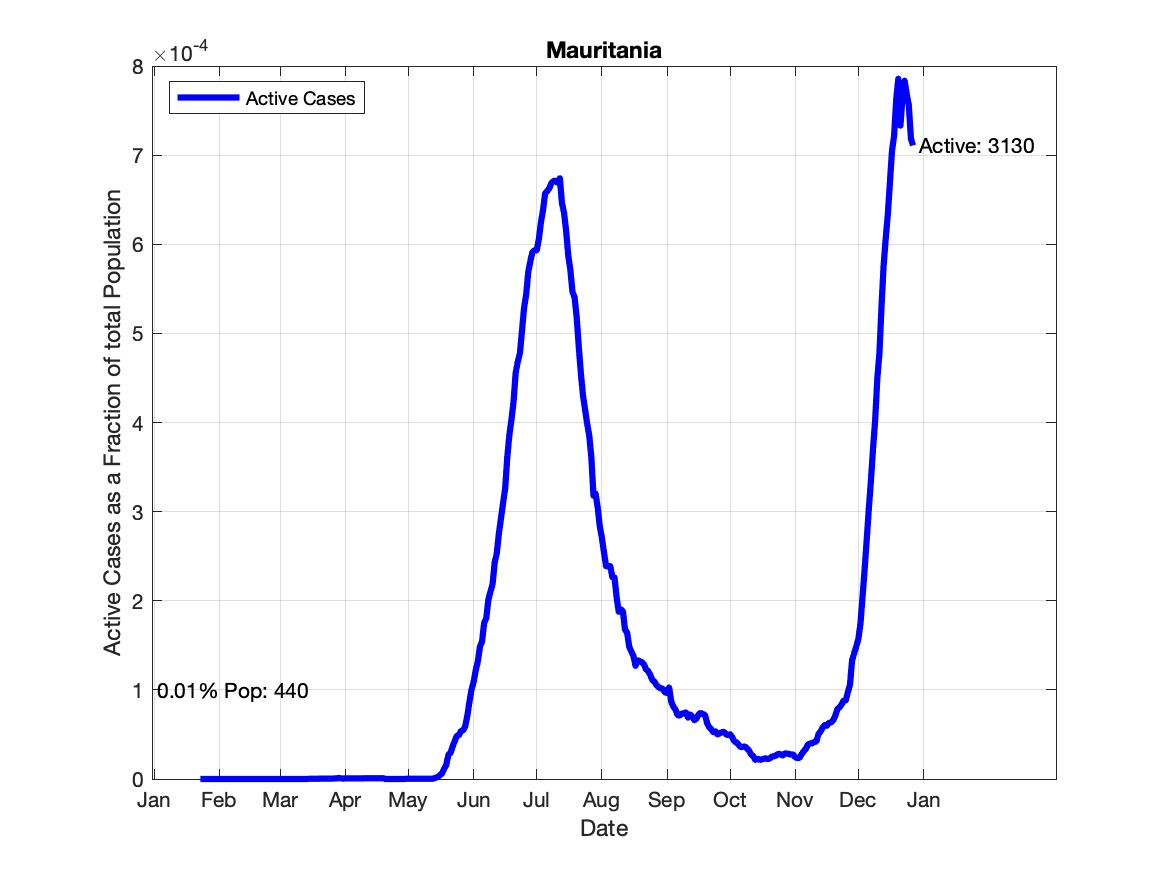 Mauritania
×10-4
8
7
6
5
4
3
2
1
0
Active Cases
Active: 3130
0.01% Pop: 440
Active Cases as a Fraction of total Population
Jan Feb Mar Apr May Jun Jul Aug Sep Oct Nov Dec Jan
Date